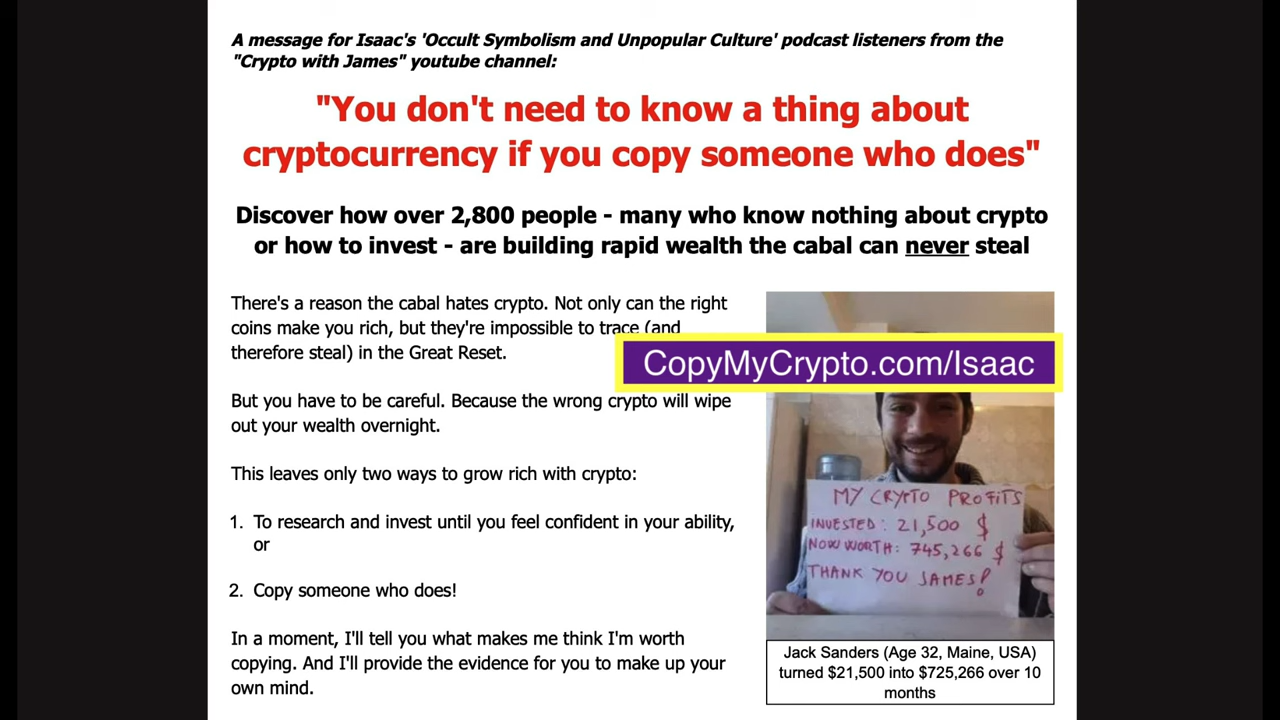 A message for Isaac's 'Occult Symbolism and Unpopular Culture' podcast listeners from the
"Crypto with James" youtube channel:
"You don't need to know a thing about
cryptocurrency if you copy someone who does"
Discover how over 2,800 people - many who know nothing about crypto
or how to invest - are building rapid wealth the cabal can never steal
There's a reason the cabal hates crypto. Not only can the right
coins make you rich, but they're impossible to trace (and
therefore steal) in the Great Reset.
CopyMyCrypto.com/Isaac
But you have to be careful. Because the wrong crypto will wipe
out your wealth overnight.
This leaves only two ways to grow rich with crypto:
1. To research and invest until you feel confident in your ability,
or
2. Copy someone who does!
In a moment, I'll tell you what makes me think I'm worth
copying. And I'll provide the evidence for you to make up your
own mind.
MY CRYPTO PROFITS
INVESTED: 21,500 $
NOW WORTH: 745,266 $
THANK YOU JAMES!
Jack Sanders (Age 32, Maine, USA)
turned $21,500 into $725,266 over 10
months